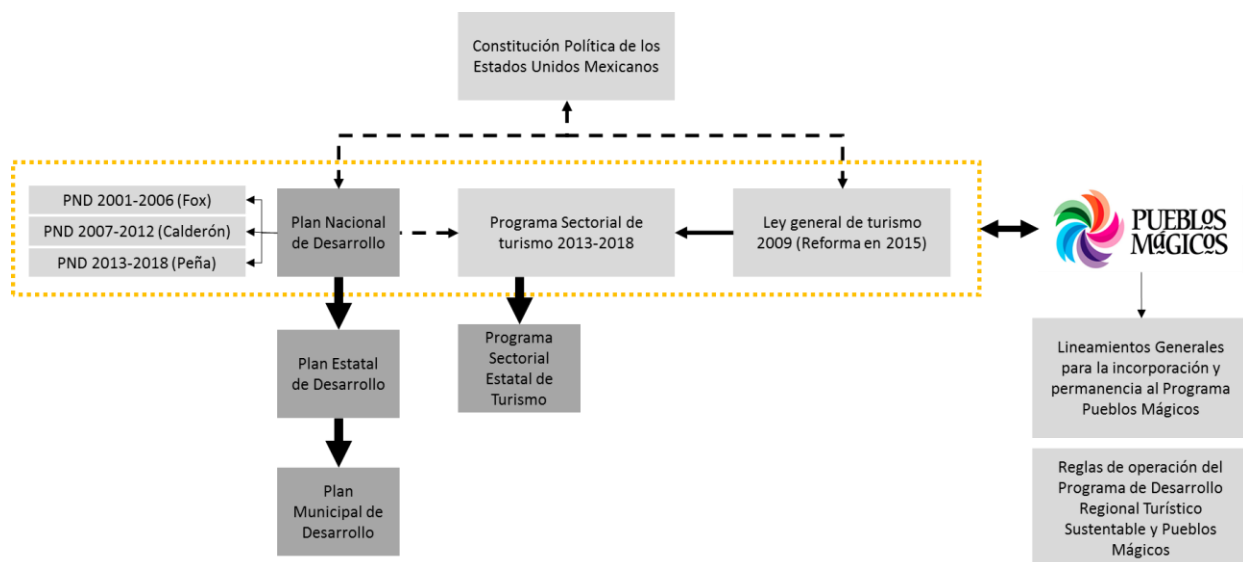 Constitución Política de los
Estados Unidos Mexicanos
PND 2001-2006 (Fox)
PND 2007-2012 (Calderón)
PND 2013-2018 (Peña)
Plan Nacional
de Desarrollo
Programa Sectorial de
turismo 2013-2018
Ley general de turismo
2009 (Reforma en 2015)
PUEBLOS
MÁGICOS
Plan Estatal
de Desarrollo
Programa
Sectorial
Estatal de
Turismo
Plan
Municipal de
Desarrollo
Lineamientos Generales
para la incorporación y
permanencia al Programa
Pueblos Mágicos
Reglas de operación del
Programa de Desarrollo
Regional Turístico
Sustentable y Pueblos
Mágicos